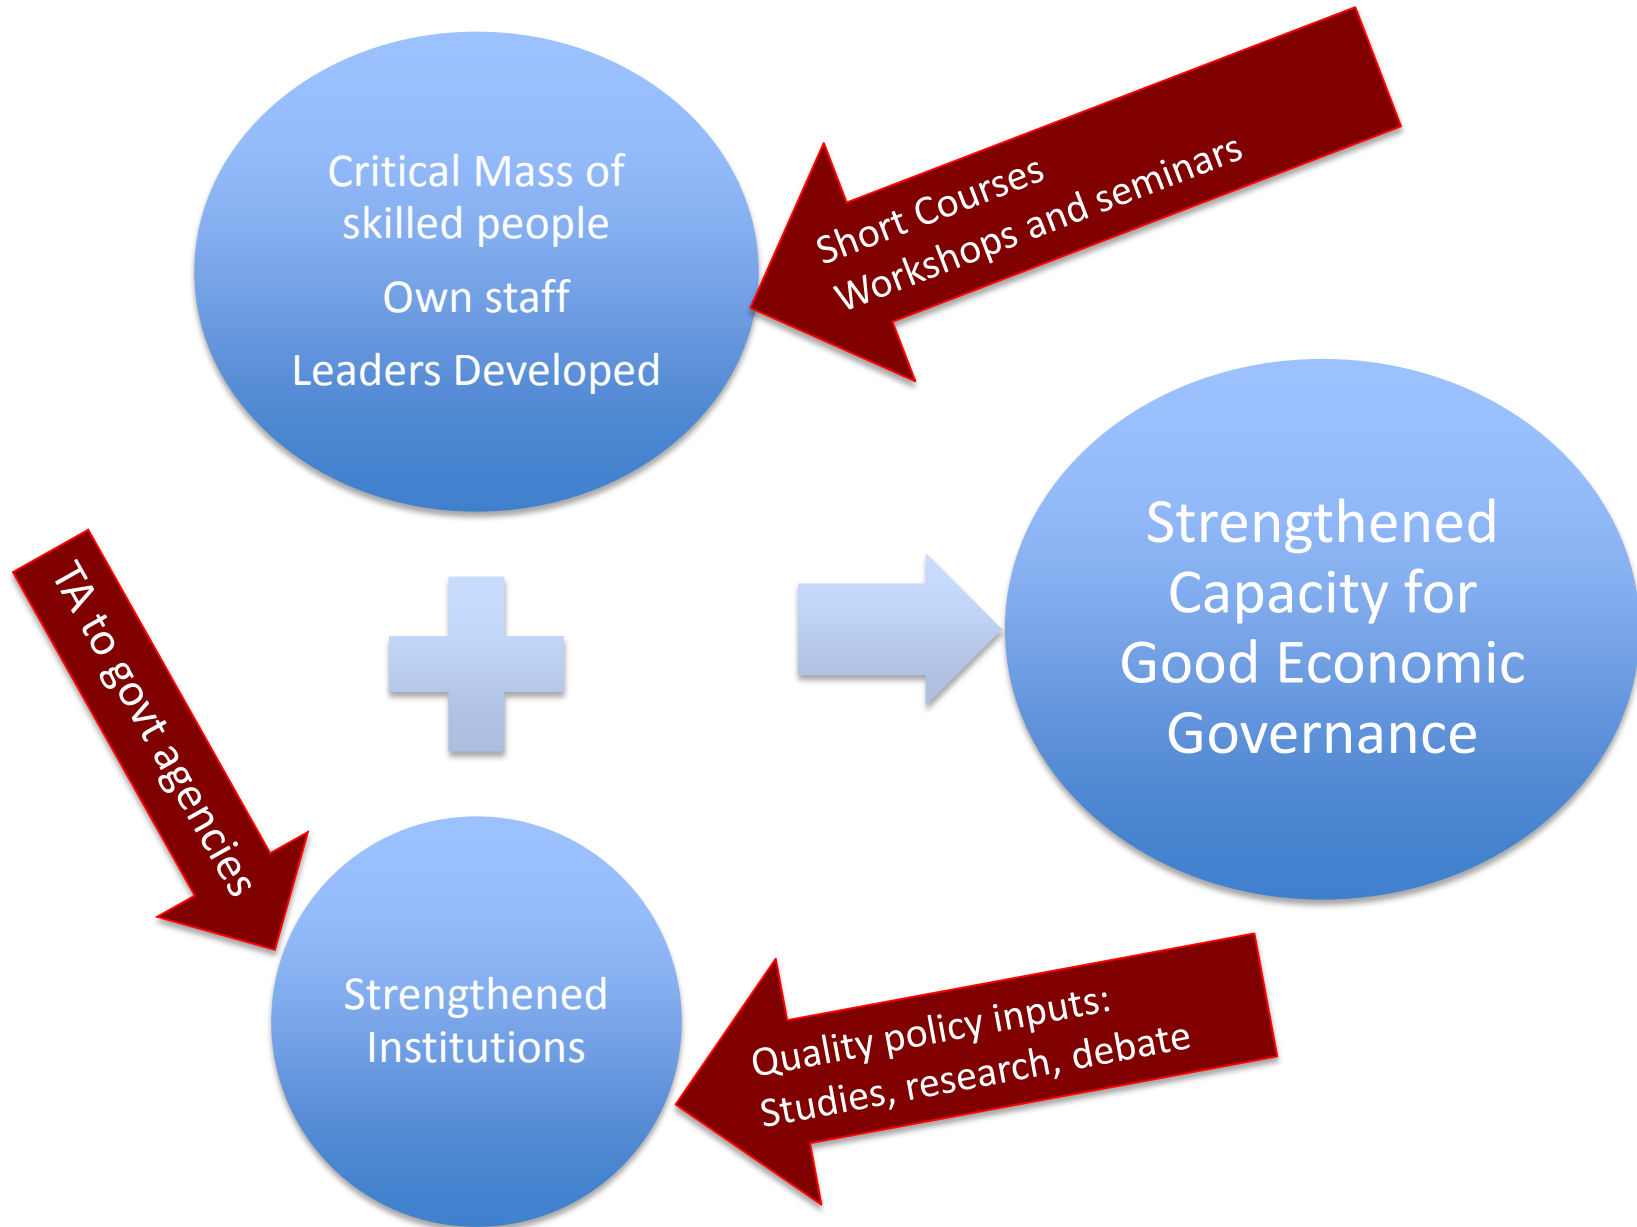 Critical Mass of
skilled people
Own staff
Leaders Developed
Short Courses
Workshops and seminars
Strengthened
Capacity for
Good Economic
Governance
TA to govt agencies
Strengthened
Institutions
Quality policy inputs:
Studies, research, debate